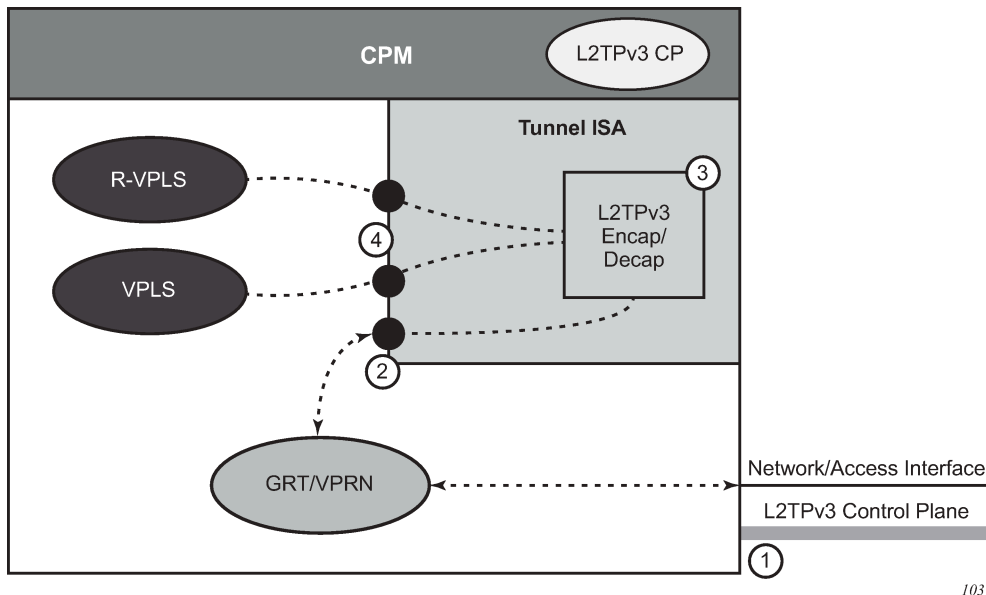 CPM
L2TPv3 CP
Tunnel ISA
R-VPLS
3
L2TPv3
Encap/
Decap
4
VPLS
2
GRT/VPRN
Network/Access Interface
L2TPv3 Control Plane
1
103